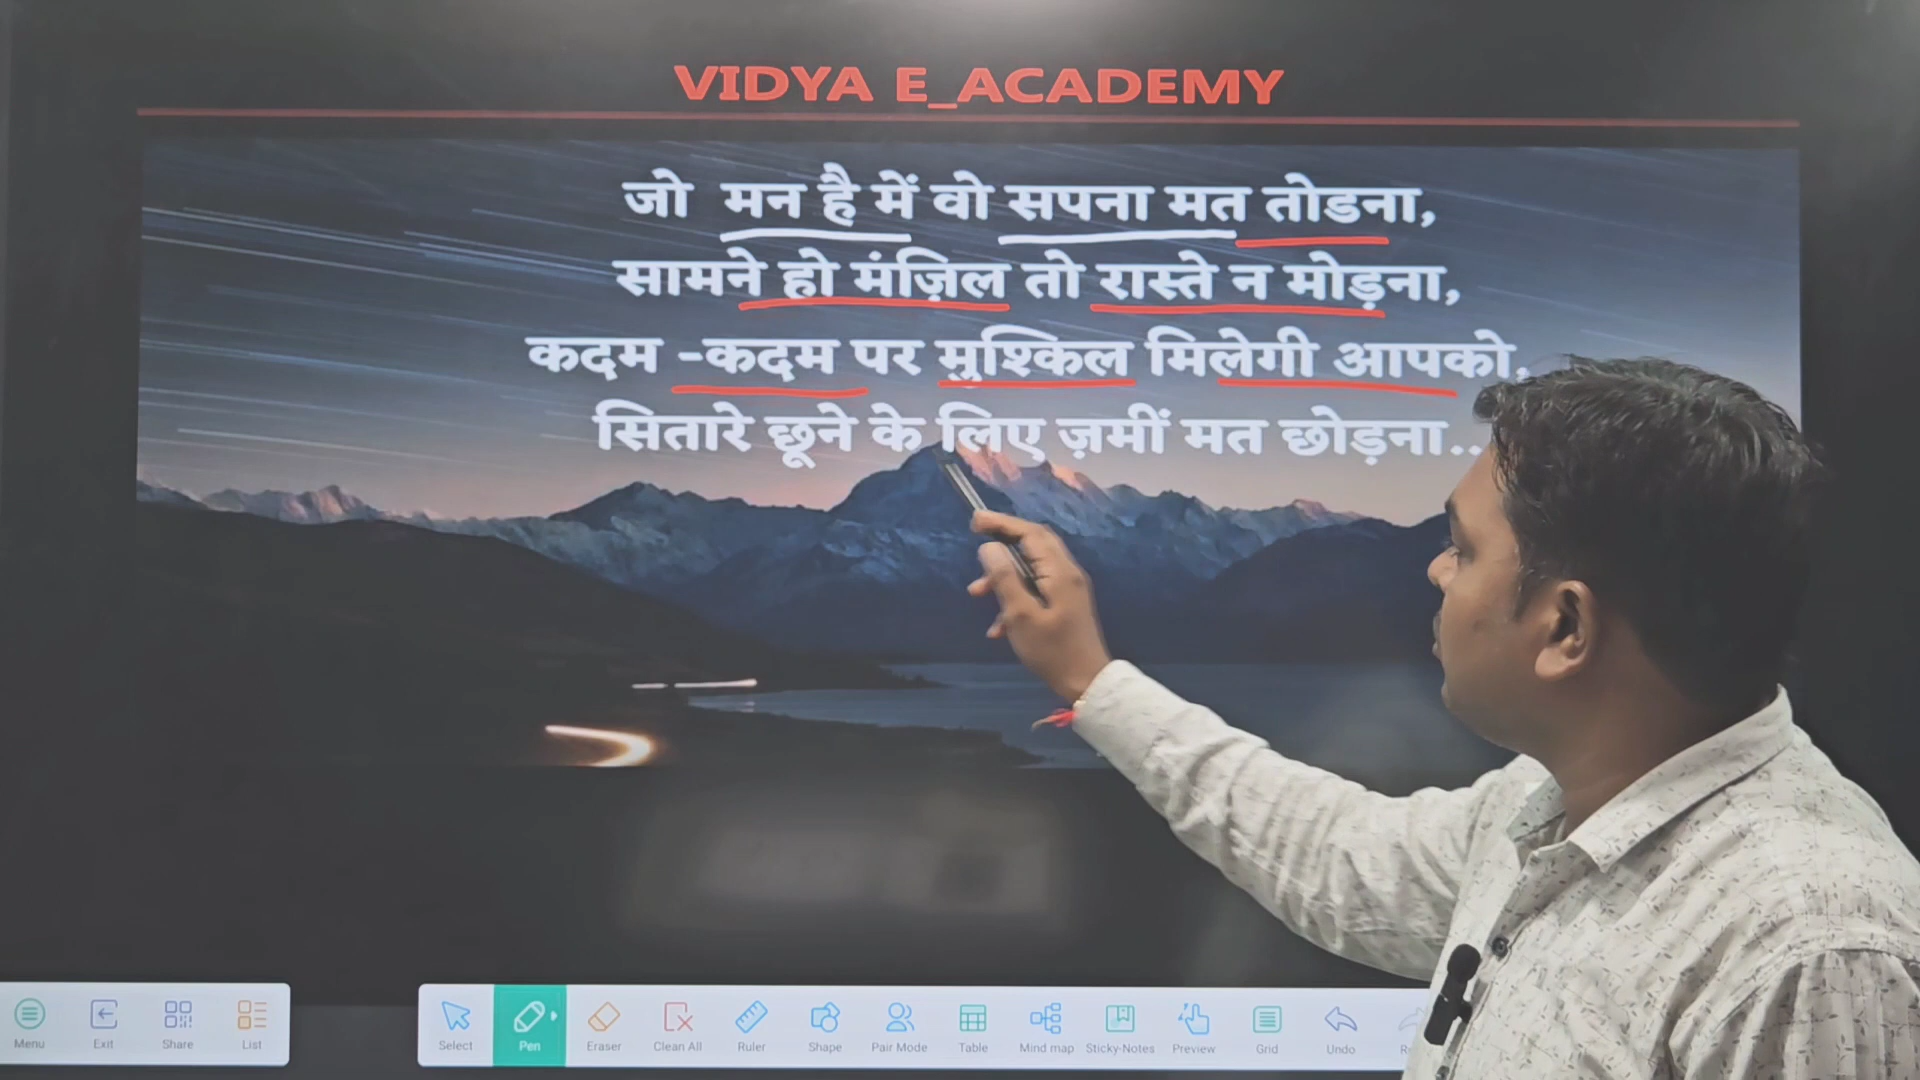 VIDYA E_ACADEMY
जो मन है में वो सपना मत तोडना,
सामने हो मंज़िल तो रास्ते न मोड़ना,
कदम -कदम पर मुश्किल मिलेगी आपको,
सितारे छूने के लिए ज़मीं मत छोड़ना..
Menu Exit Share List Select Pen Eraser Clean All Ruler Shape Pair Mode Table Mind map Sticky-Notes Preview Grid Undo